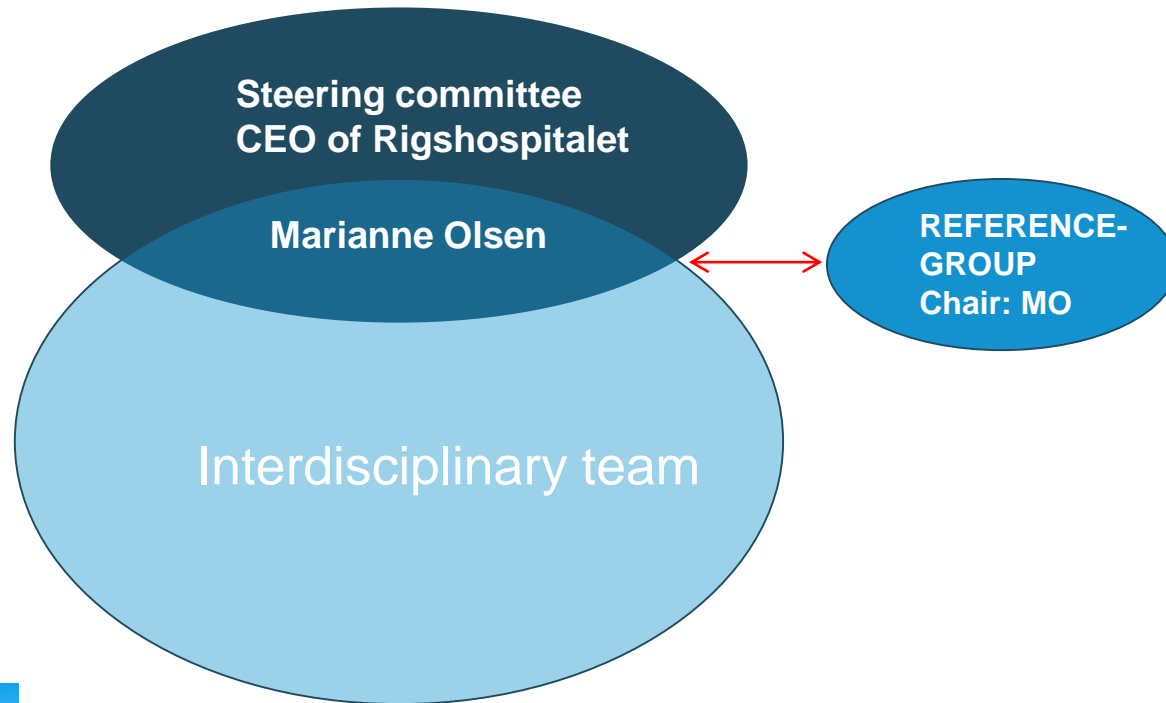 Steering committee
CEO of Rigshospitalet
Marianne Olsen
REFERENCE-
GROUP
Chair: MO
Interdisciplinary team